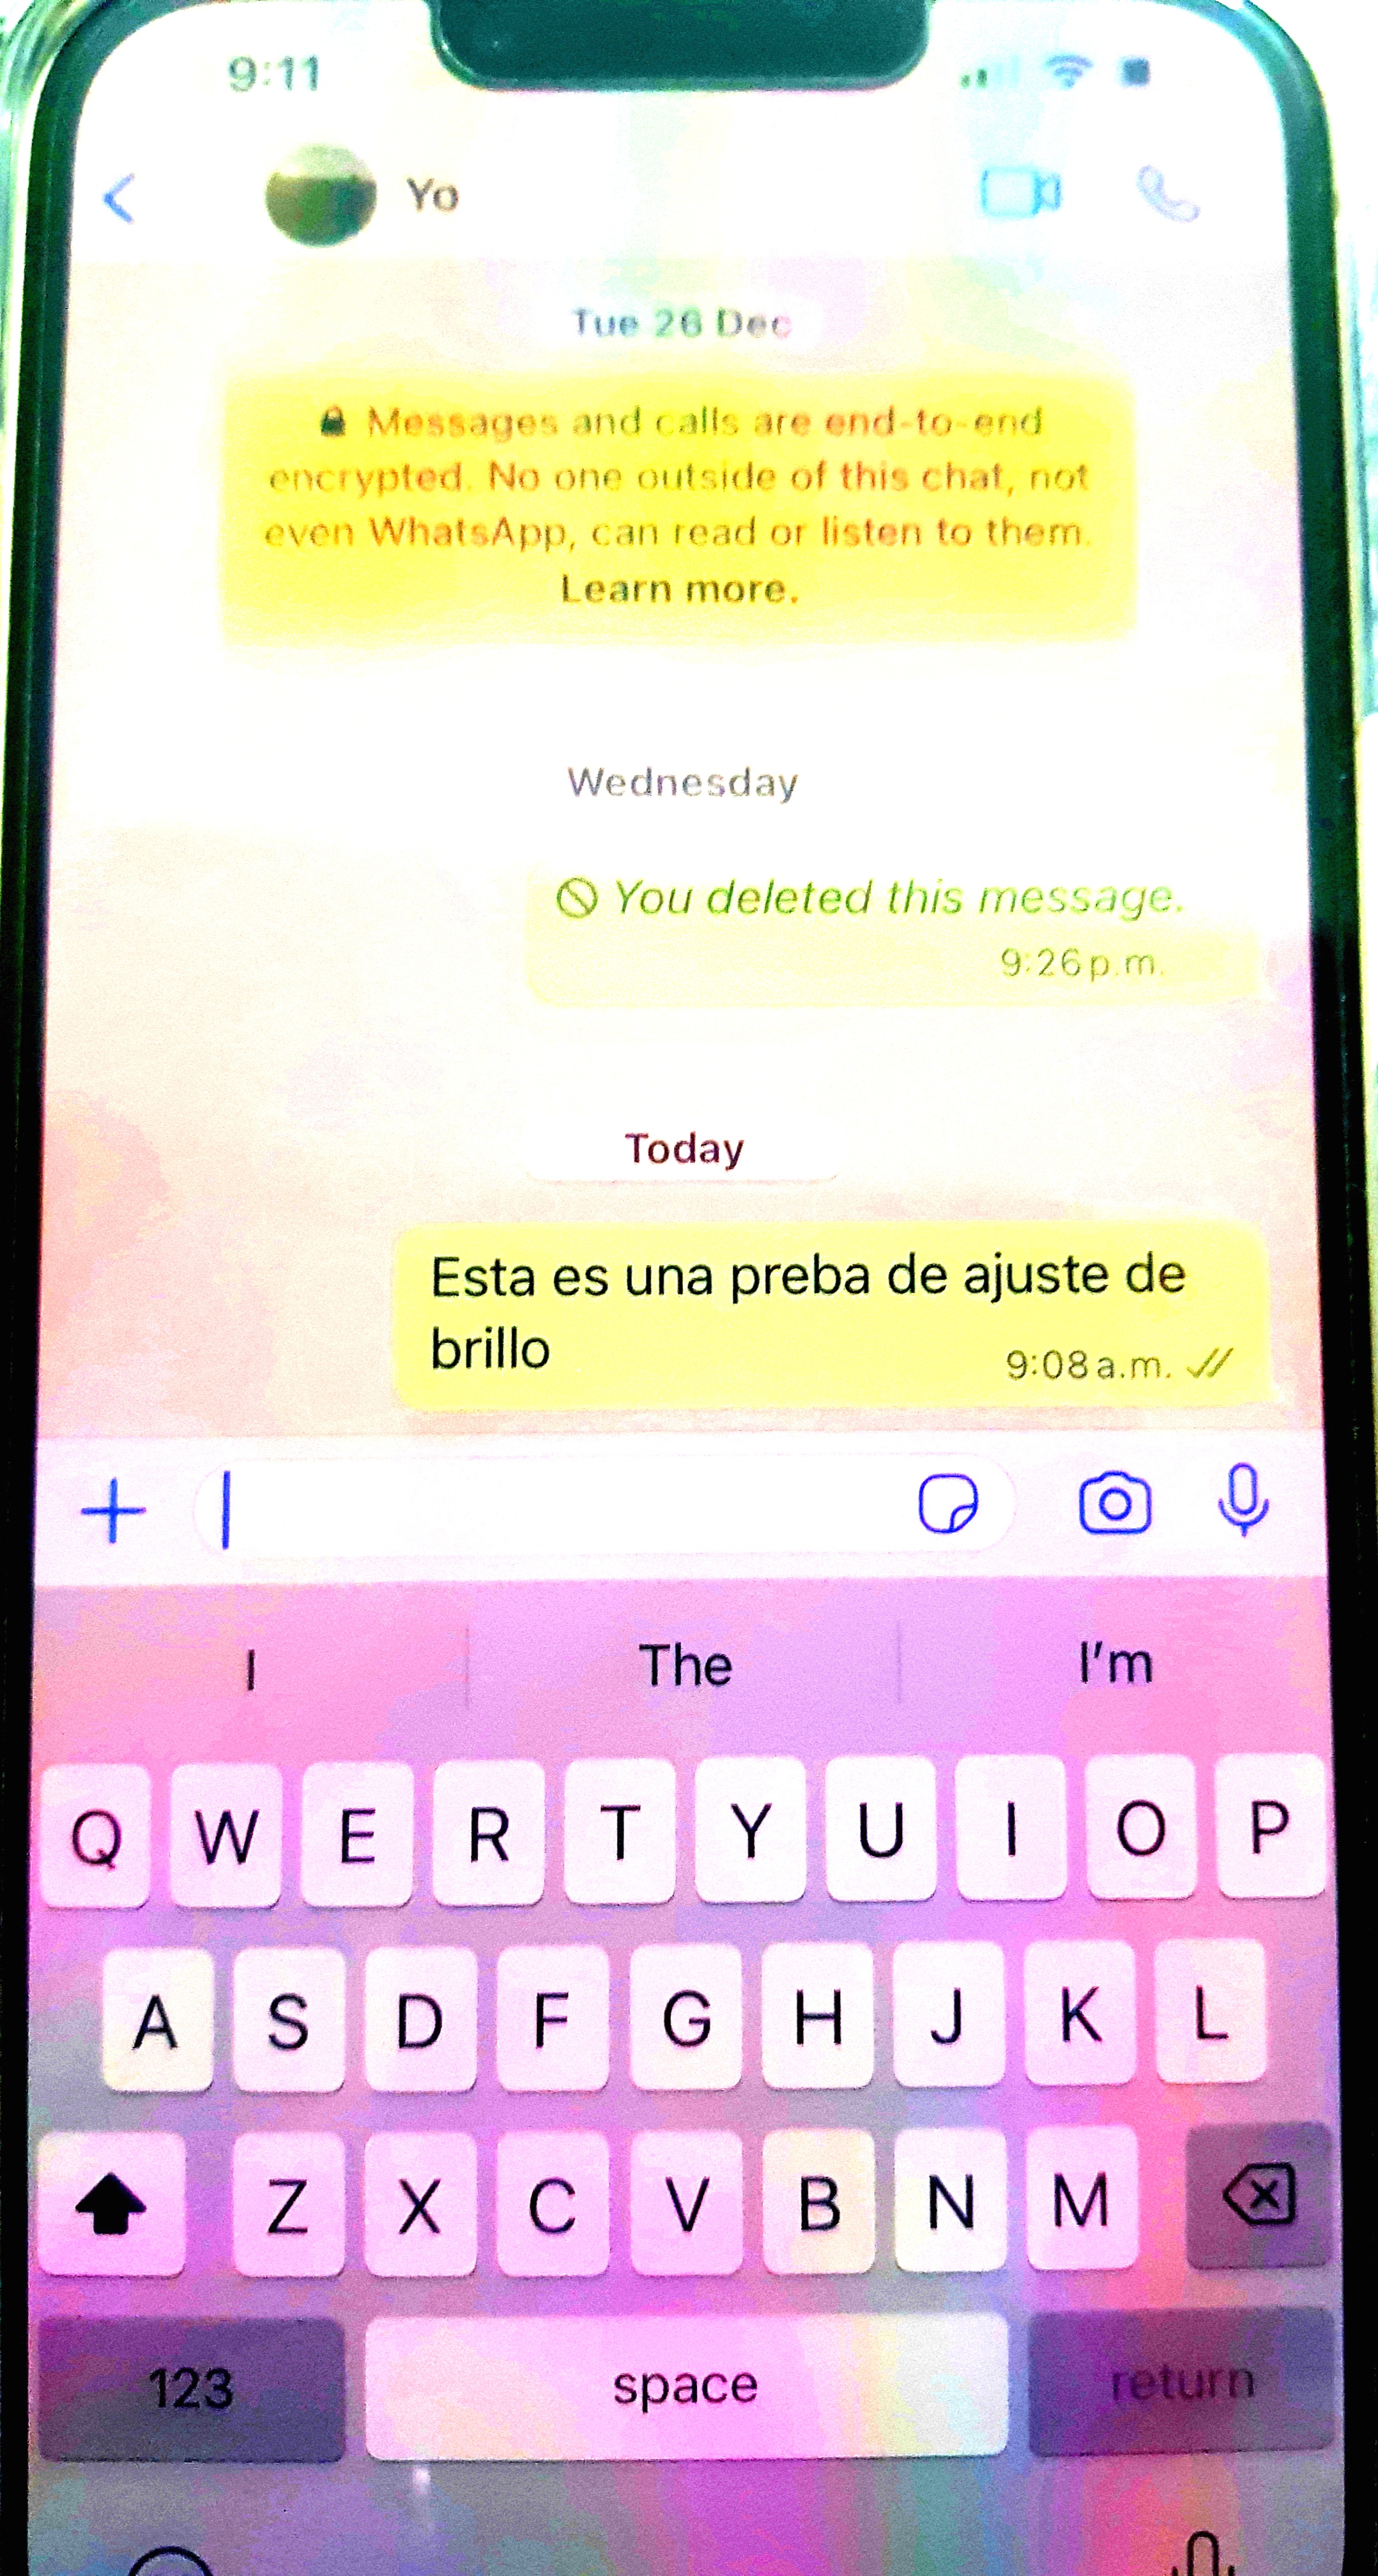 9:11
Yo
Tue 26 Dec
Messages and calls are end-to-end
encrypted. No one outside of this chat, not
even WhatsApp, can read or listen to them.
Learn more.
Wednesday
You deleted this message.
9:26 p.m.
Today
Esta es una preba de ajuste de
brillo
9:08 a.m.
I The I'm
Q W E R T Y U I O P
A S D F G H J K L
Z X C V B N M
123 space return